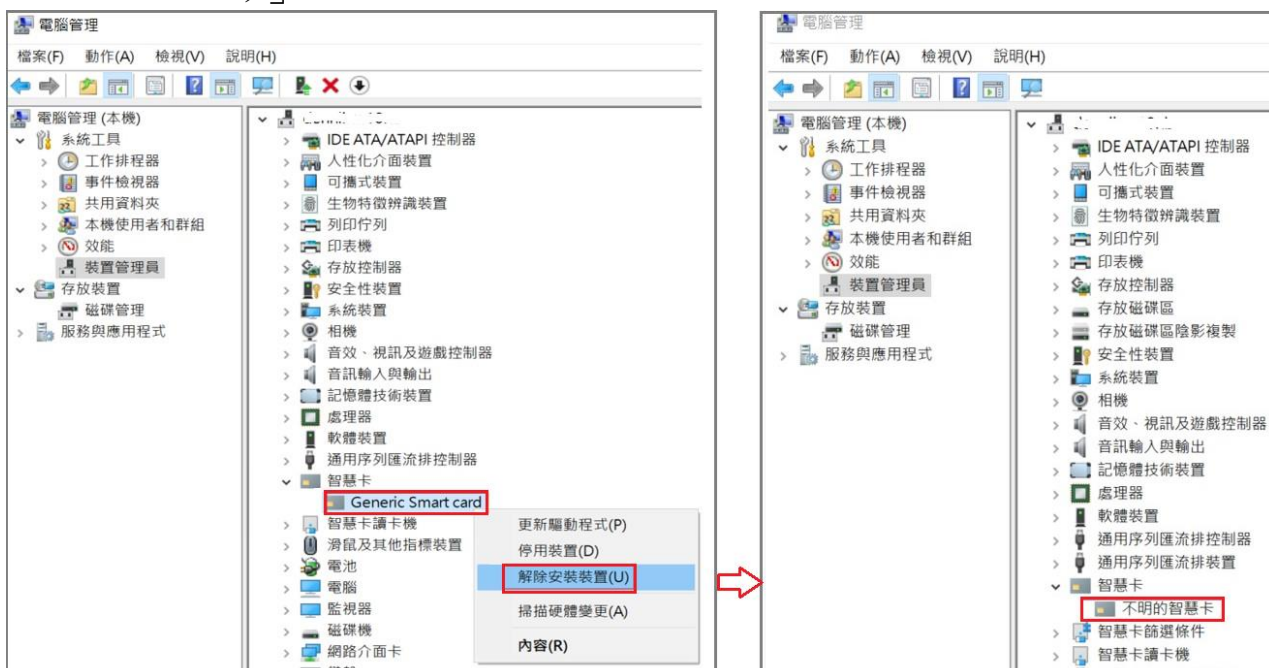 電腦管理
檔案(F) 動作(A) 檢視(V) 說明(H)
電腦管理 (本機)
系統工具
工作排程器
事件檢視器
共用資料夾
本機使用者和群組
效能
裝置管理員
存放裝置
磁碟管理
服務與應用程式
IDE ATA/ATAPI 控制器
人性化介面裝置
可攜式裝置
生物特徵辨識裝置
列印佇列
印表機
存放控制器
安全性裝置
系統裝置
相機
音效、視訊及遊戲控制器
音訊輸入與輸出
記憶體技術裝置
處理器
軟體裝置
通用序列匯流排控制器
智慧卡
Generic Smart card
智慧卡讀卡機
滑鼠及其他指標裝置
電池
電腦
監視器
磁碟機
網路介面卡
更新驅動程式(P)
停用裝置(D)
解除安裝裝置(U)
掃描硬體變更(A)
內容(R)
電腦管理
檔案(F) 動作(A) 檢視(V) 說明(H)
電腦管理 (本機)
系統工具
工作排程器
事件檢視器
共用資料夾
本機使用者和群組
效能
裝置管理員
存放裝置
磁碟管理
服務與應用程式
IDE ATA/ATAPI 控制器
人性化介面裝置
可攜式裝置
生物特徵辨識裝置
列印佇列
印表機
存放控制器
存放磁碟區
存放磁碟區陰影複製
安全性裝置
系統裝置
相機
音效、視訊及遊戲控制器
音訊輸入與輸出
記憶體技術裝置
處理器
軟體裝置
通用序列匯流排控制器
通用序列匯流排裝置
智慧卡
不明的智慧卡
智慧卡篩選條件
智慧卡讀卡機